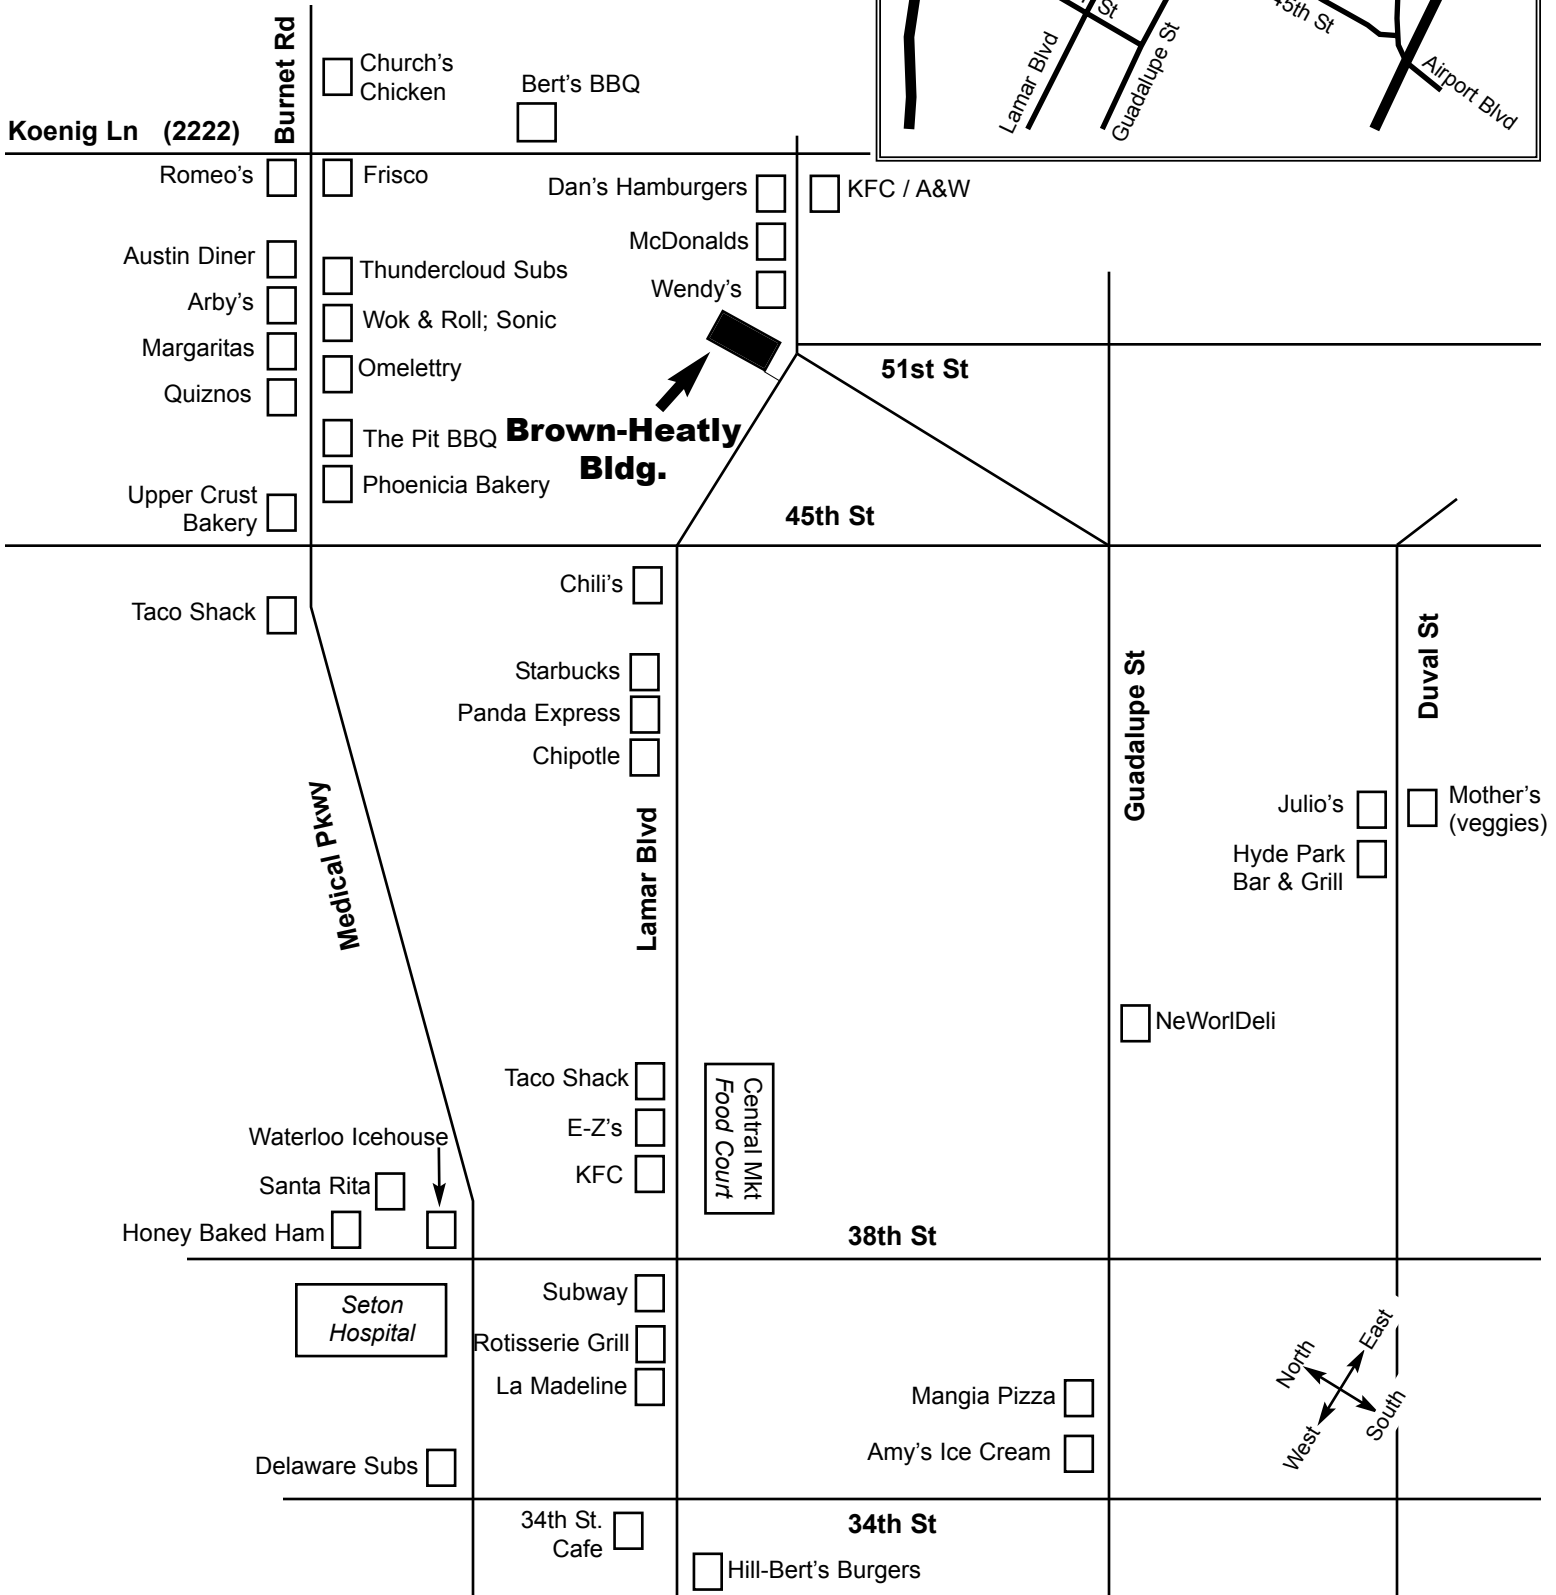 45th St
St
Lamar Blvd
Guadalupe St
Airport Blvd
Burnet Rd
Church’s
Chicken
Bert's BBQ
Koenig Ln (2222)
Romeo’s
Frisco
Dan’s Hamburgers
KFC / A&W
McDonalds
Austin Diner
Thundercloud Subs
Wendy’s
Arby’s
Wok & Roll; Sonic
Margaritas
Omelettry
51st St
Quiznos
The Pit BBQ
Brown-Heatly
Bldg.
Phoenicia Bakery
Upper Crust
Bakery
45th St
Chili’s
Taco Shack
Starbucks
Panda Express
Chipotle
Medical Pkwy
Lamar Blvd
Guadalupe St
Duval St
Julio’s
Mother’s
(veggies)
Hyde Park
Bar & Grill
NeWorlDeli
Taco Shack
E-Z’s
KFC
Central Mkt
Food Court
Waterloo Icehouse
Santa Rita
Honey Baked Ham
38th St
Seton
Hospital
Subway
Rotisserie Grill
La Madeline
Mangia Pizza
Amy’s Ice Cream
North
East
West
South
Delaware Subs
34th St.
Cafe
34th St
Hill-Bert’s Burgers